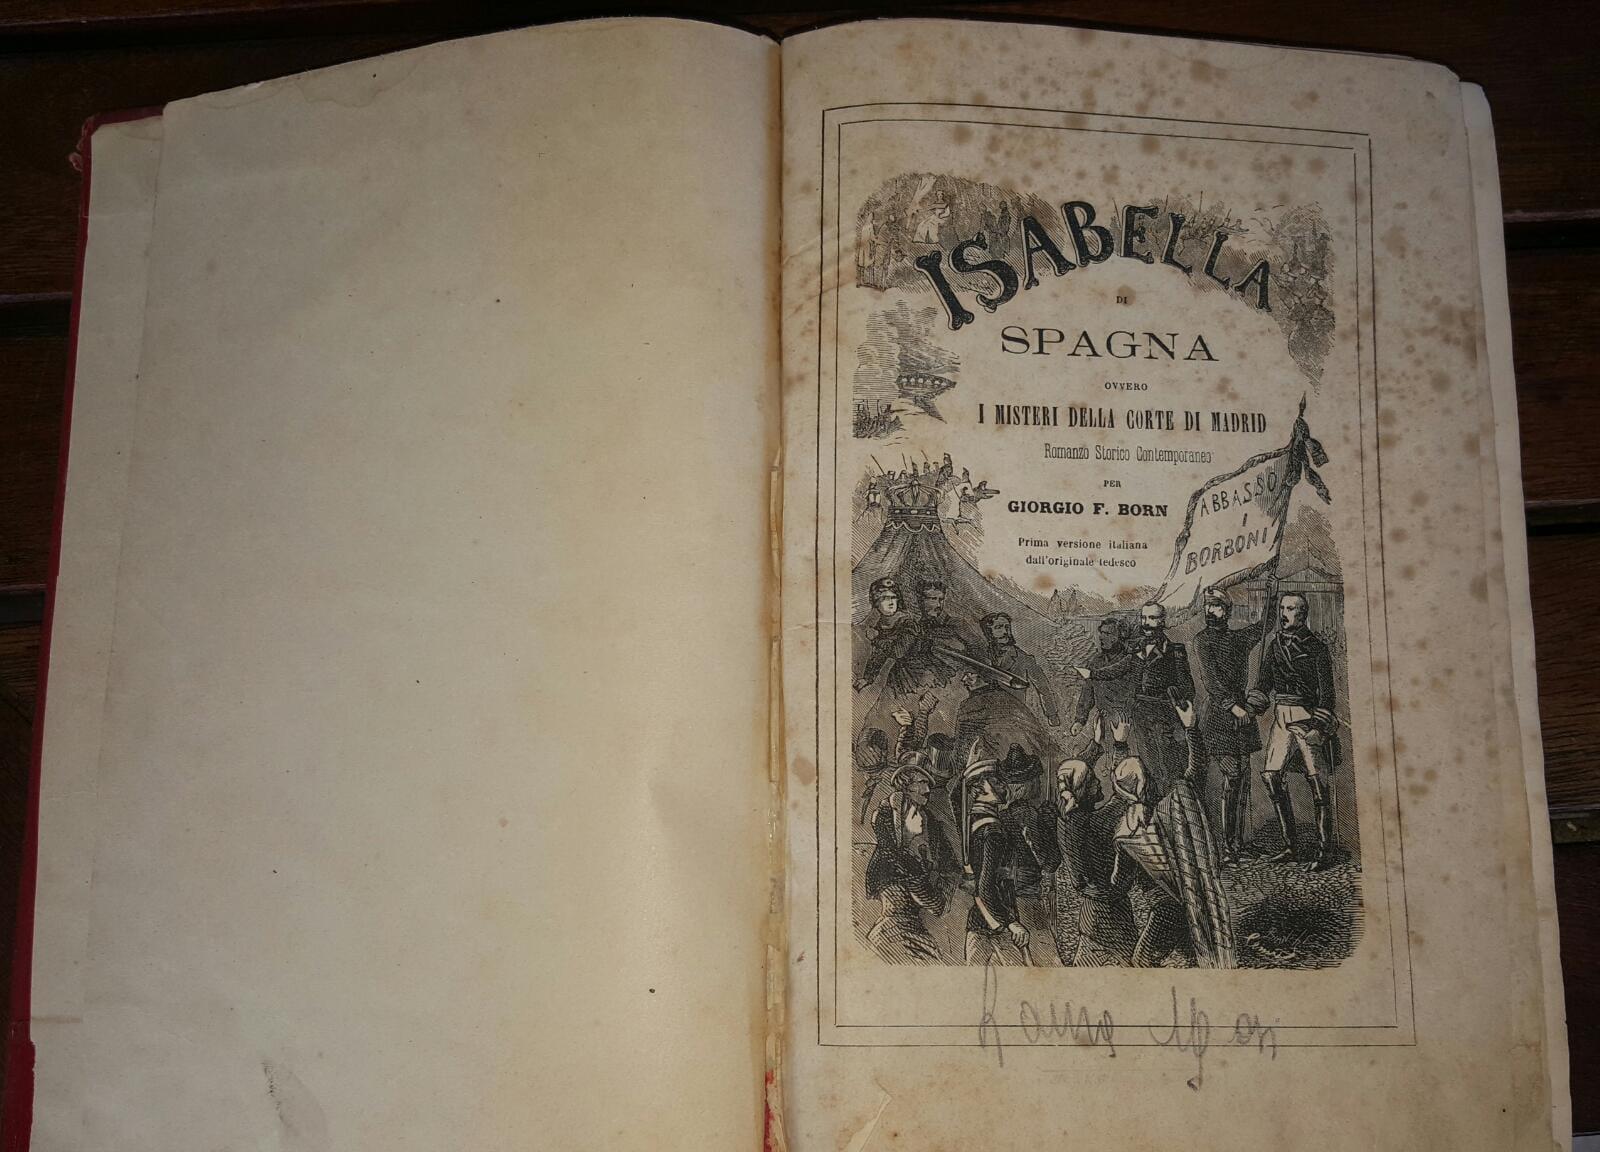 ISABELLA
DI
SPAGNA
OVVERO
I MISTERI DELLA CORTE DI MADRID
Romanzo Storico Contemporaneo
PER
GIORGIO F. BORN
Prima versione italiana
dall'originale tedesco
ABBASSO
I
BORBONI